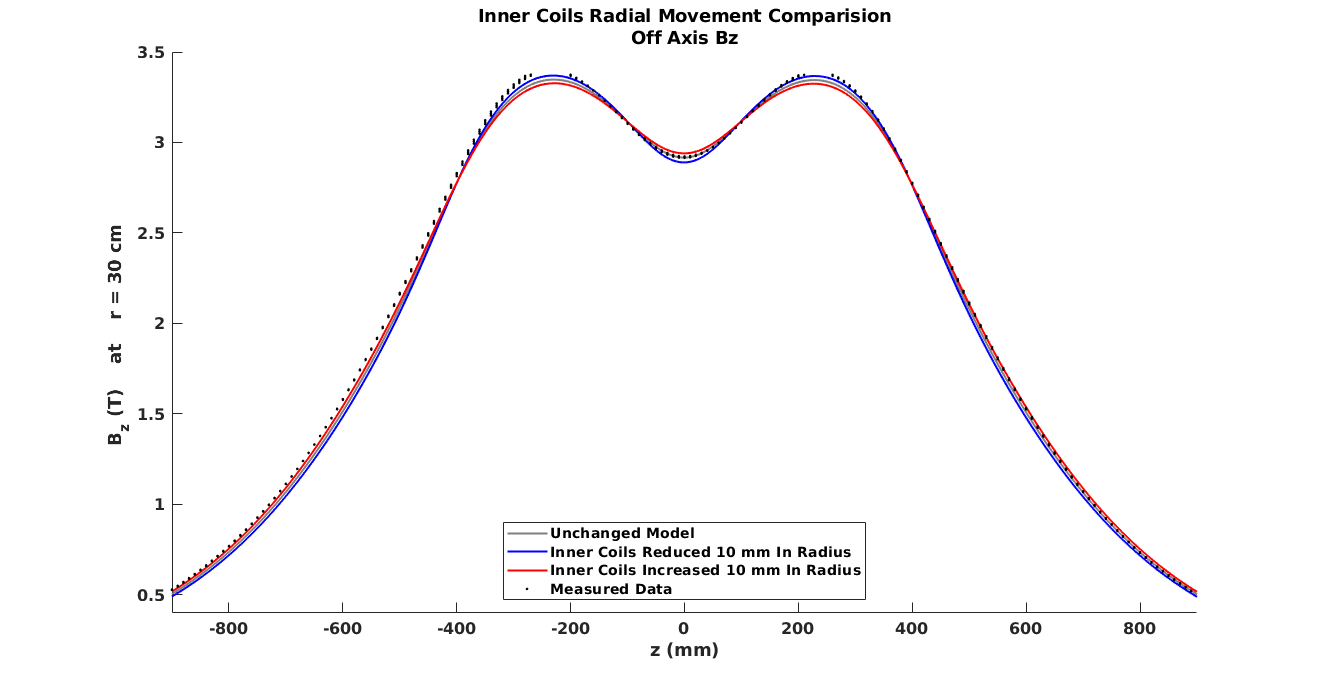 Inner Coils Radial Movement Comparision
Off Axis Bz
3.5
3
2.5
2
1.5
1
0.5
Bz (T) at r = 30 cm
Unchanged Model
Inner Coils Reduced 10 mm In Radius
Inner Coils Increased 10 mm In Radius
Measured Data
-800 -600 -400 -200 0 200 400 600 800
z (mm)